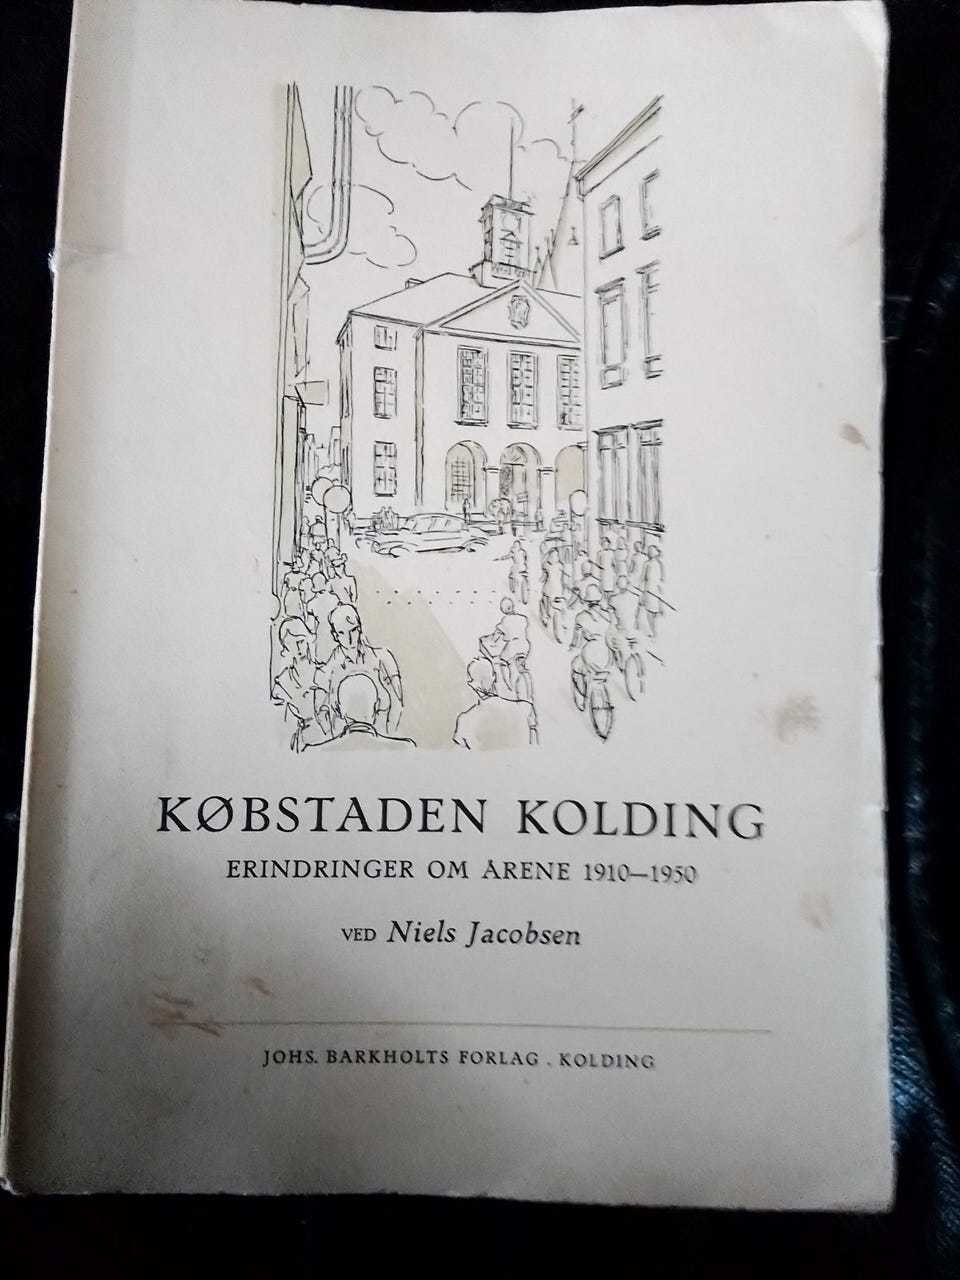 KØBSTADEN KOLDING
ERINDRINGER OM ÅRENE 1910—1950
VED Niels Jacobsen
JOHS. BARKHOLTS FORLAG . KOLDING